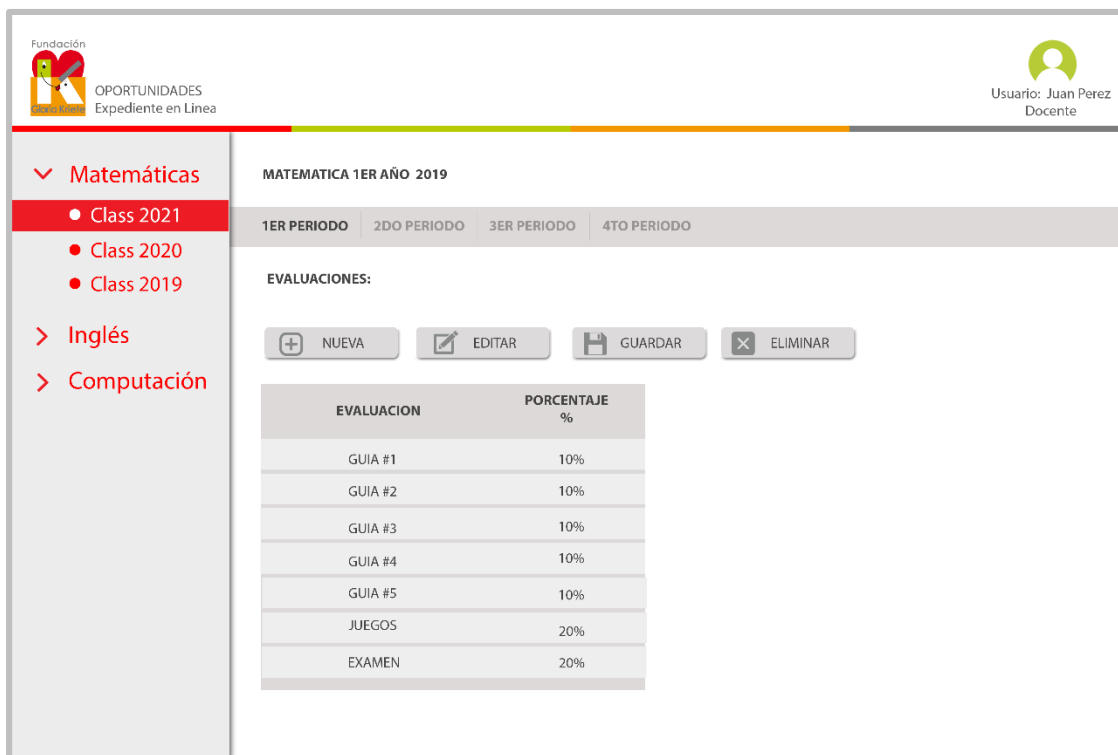 Fundación
Gloria Kriete
OPORTUNIDADES
Expediente en Linea
Usuario: Juan Perez
Docente
Matemáticas
Class 2021
Class 2020
Class 2019
Inglés
Computación
MATEMATICA 1ER AÑO 2019
1ER PERIODO 2DO PERIODO 3ER PERIODO 4TO PERIODO
EVALUACIONES:
NUEVA EDITAR GUARDAR ELIMINAR
EVALUACION PORCENTAJE
%
GUIA #1 10%
GUIA #2 10%
GUIA #3 10%
GUIA #4 10%
GUIA #5 10%
JUEGOS 20%
EXAMEN 20%